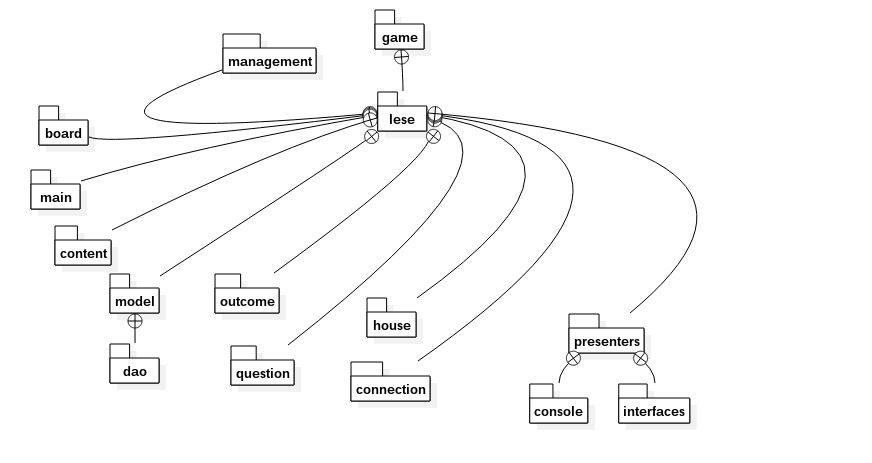 game
management
lese
board
main
content
model
outcome
house
presenters
dao
question
connection
console
interfaces